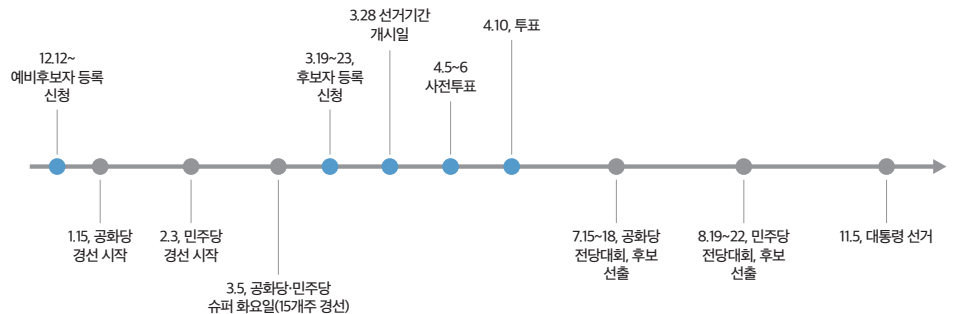 12.12~
예비후보자 등록
신청
3.19~23,
후보자 등록
신청
3.28 선거기간
개시일
4.5~6
사전투표
4.10, 투표
1.15, 공화당
경선 시작
2.3, 민주당
경선 시작
3.5, 공화당·민주당
슈퍼 화요일(15개주 경선)
7.15~18, 공화당
전당대회, 후보
선출
8.19~22, 민주당
전당대회, 후보
선출
11.5, 대통령 선거